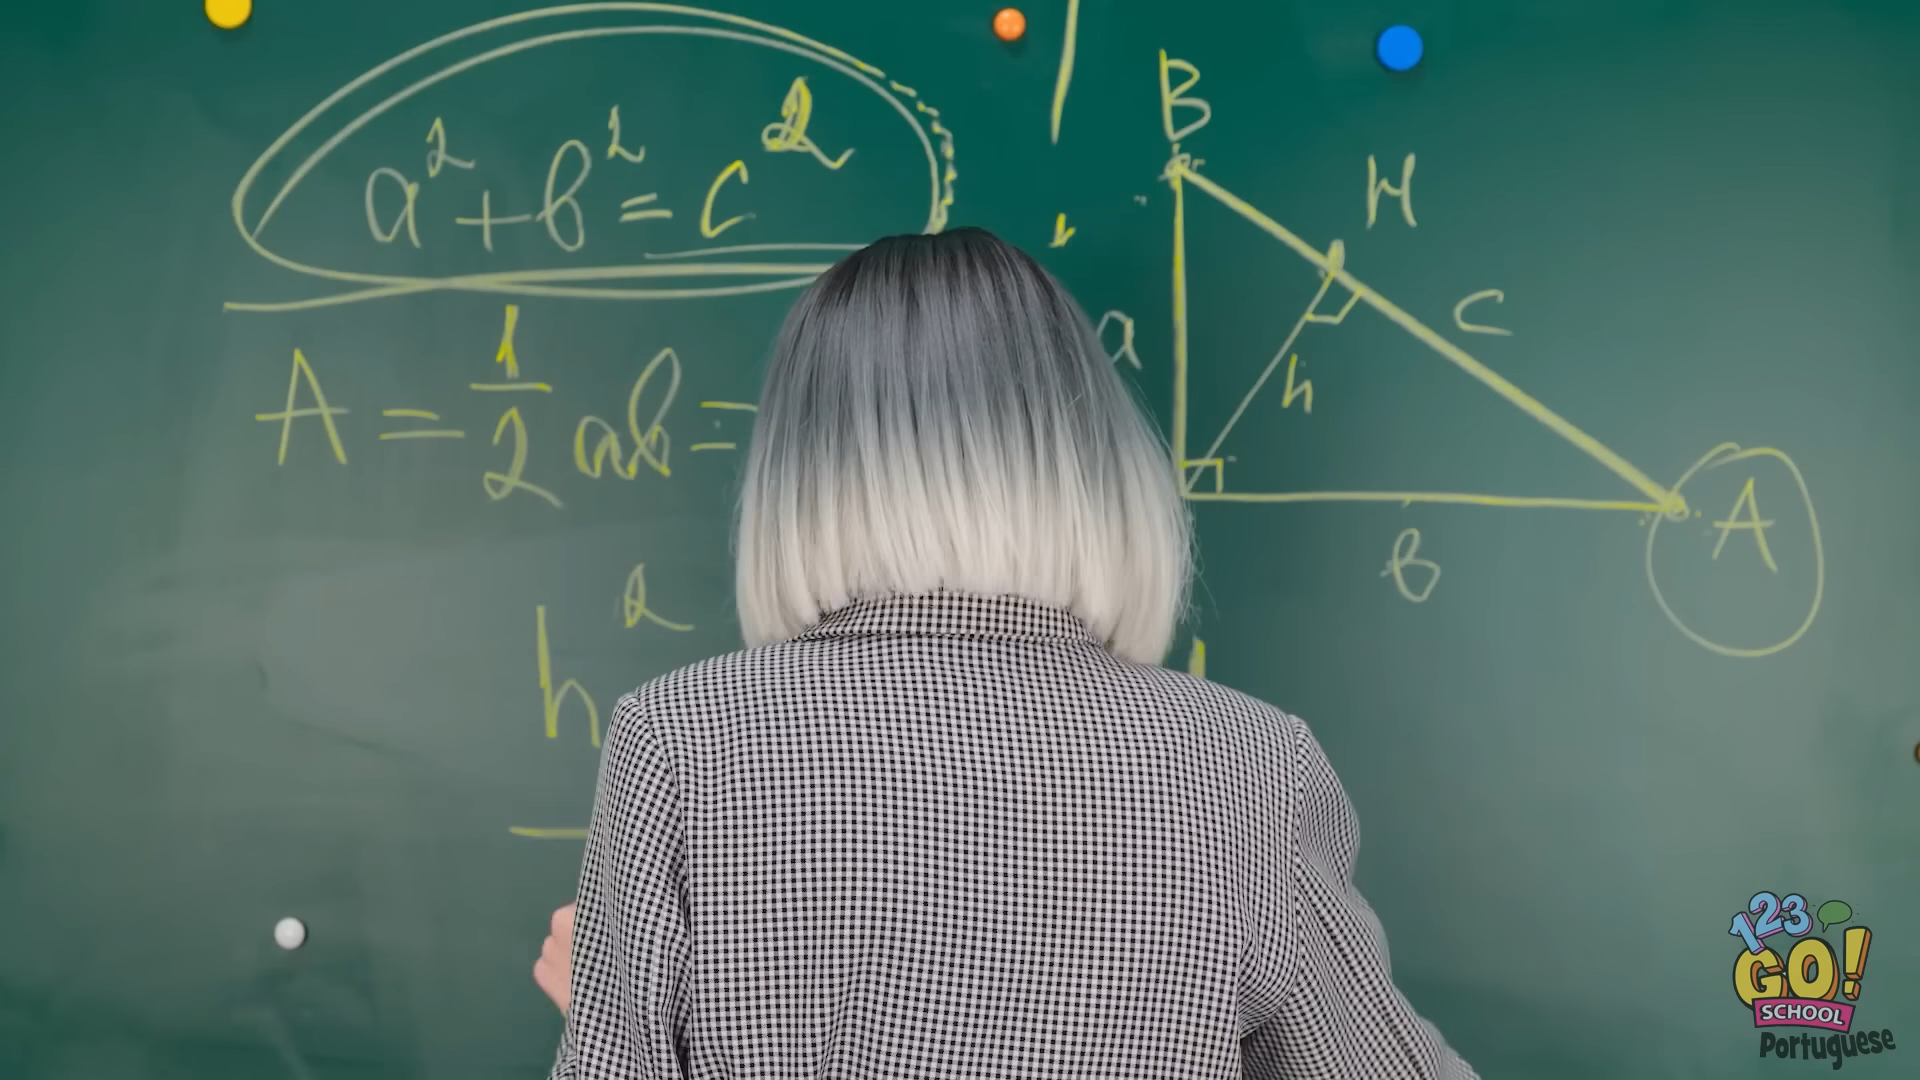 a² + b² = c²
B
H
a
c
A = 1/2 ab =
h
A
b
h²
123
GO!
SCHOOL
Portuguese